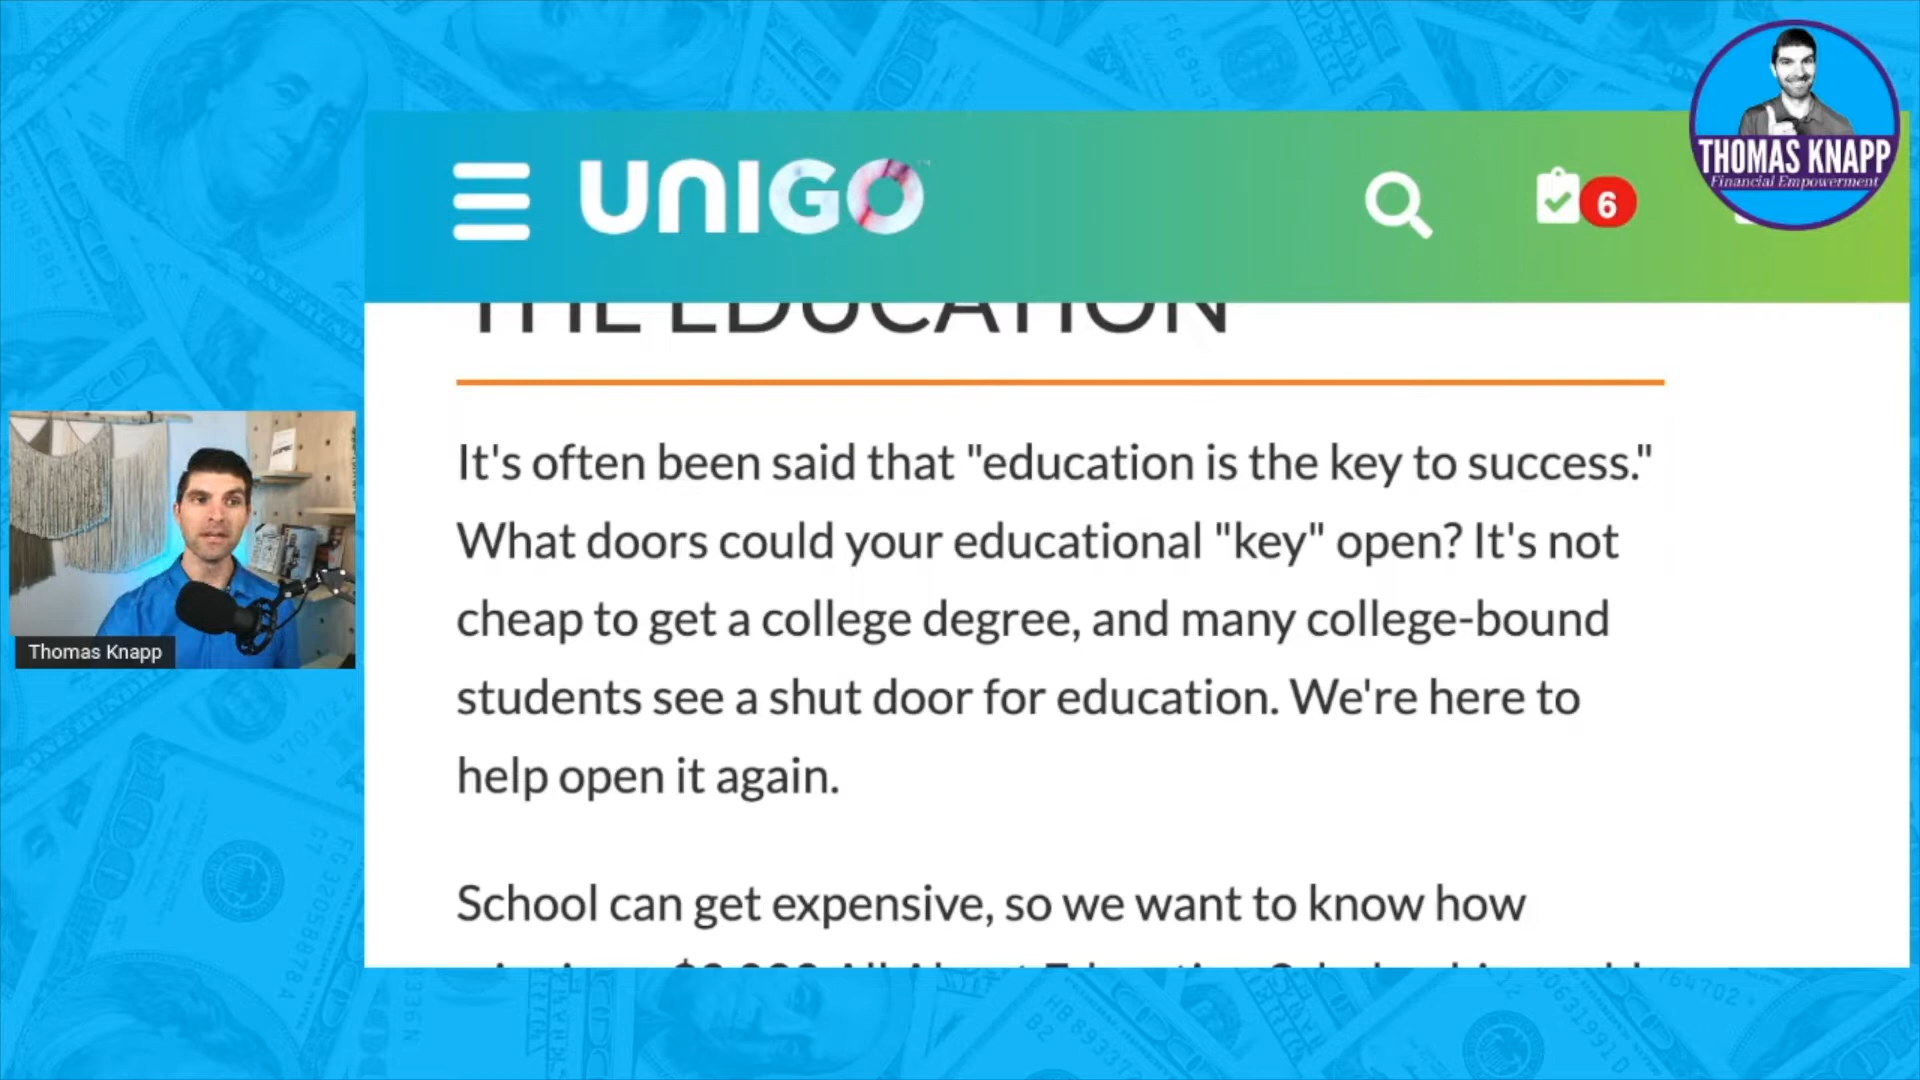 UNIGO
6
THOMAS KNAPP
Financial Empowerment
THE EDUCATION
It's often been said that "education is the key to success."
What doors could your educational "key" open? It's not
cheap to get a college degree, and many college-bound
students see a shut door for education. We're here to
help open it again.
School can get expensive, so we want to know how
Thomas Knapp